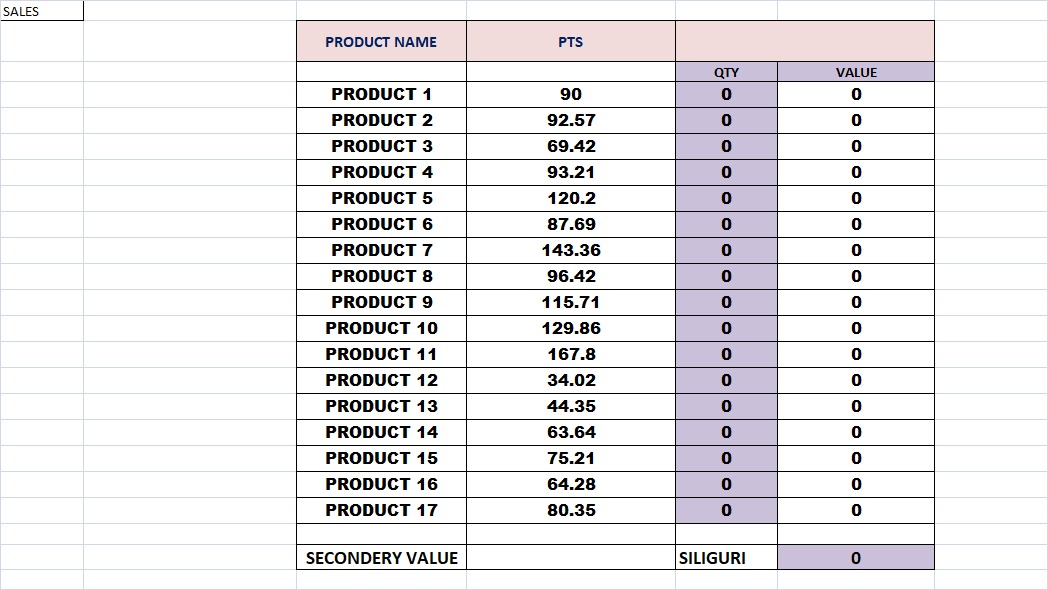 SALES
PRODUCT NAME PTS
QTY VALUE
PRODUCT 1 90 0 0
PRODUCT 2 92.57 0 0
PRODUCT 3 69.42 0 0
PRODUCT 4 93.21 0 0
PRODUCT 5 120.2 0 0
PRODUCT 6 87.69 0 0
PRODUCT 7 143.36 0 0
PRODUCT 8 96.42 0 0
PRODUCT 9 115.71 0 0
PRODUCT 10 129.86 0 0
PRODUCT 11 167.8 0 0
PRODUCT 12 34.02 0 0
PRODUCT 13 44.35 0 0
PRODUCT 14 63.64 0 0
PRODUCT 15 75.21 0 0
PRODUCT 16 64.28 0 0
PRODUCT 17 80.35 0 0
SECONDERY VALUE SILIGURI 0